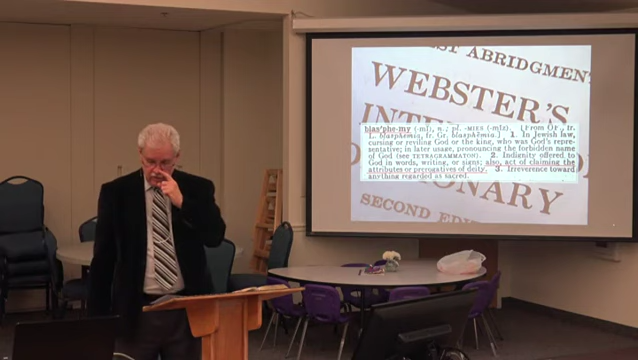 ST ABRIDGMEN
WEBSTER'S
INTE
blas′phe·my (-mĭ), n.; pl. -MIES (-mĭz). [From OF., fr.
L. blasphemia, fr. Gr. blasphēmia.] 1. In Jewish law,
cursing or reviling God or the king, who was God's repre-
sentative; in later usage, pronouncing the forbidden name
of God (see TETRAGRAMMATON). 2. Indignity offered to
God in words, writing, or signs; also, act of claiming the
attributes or prerogatives of deity. 3. Irreverence toward
anything regarded as sacred.
D
ONARY
SECOND EDI